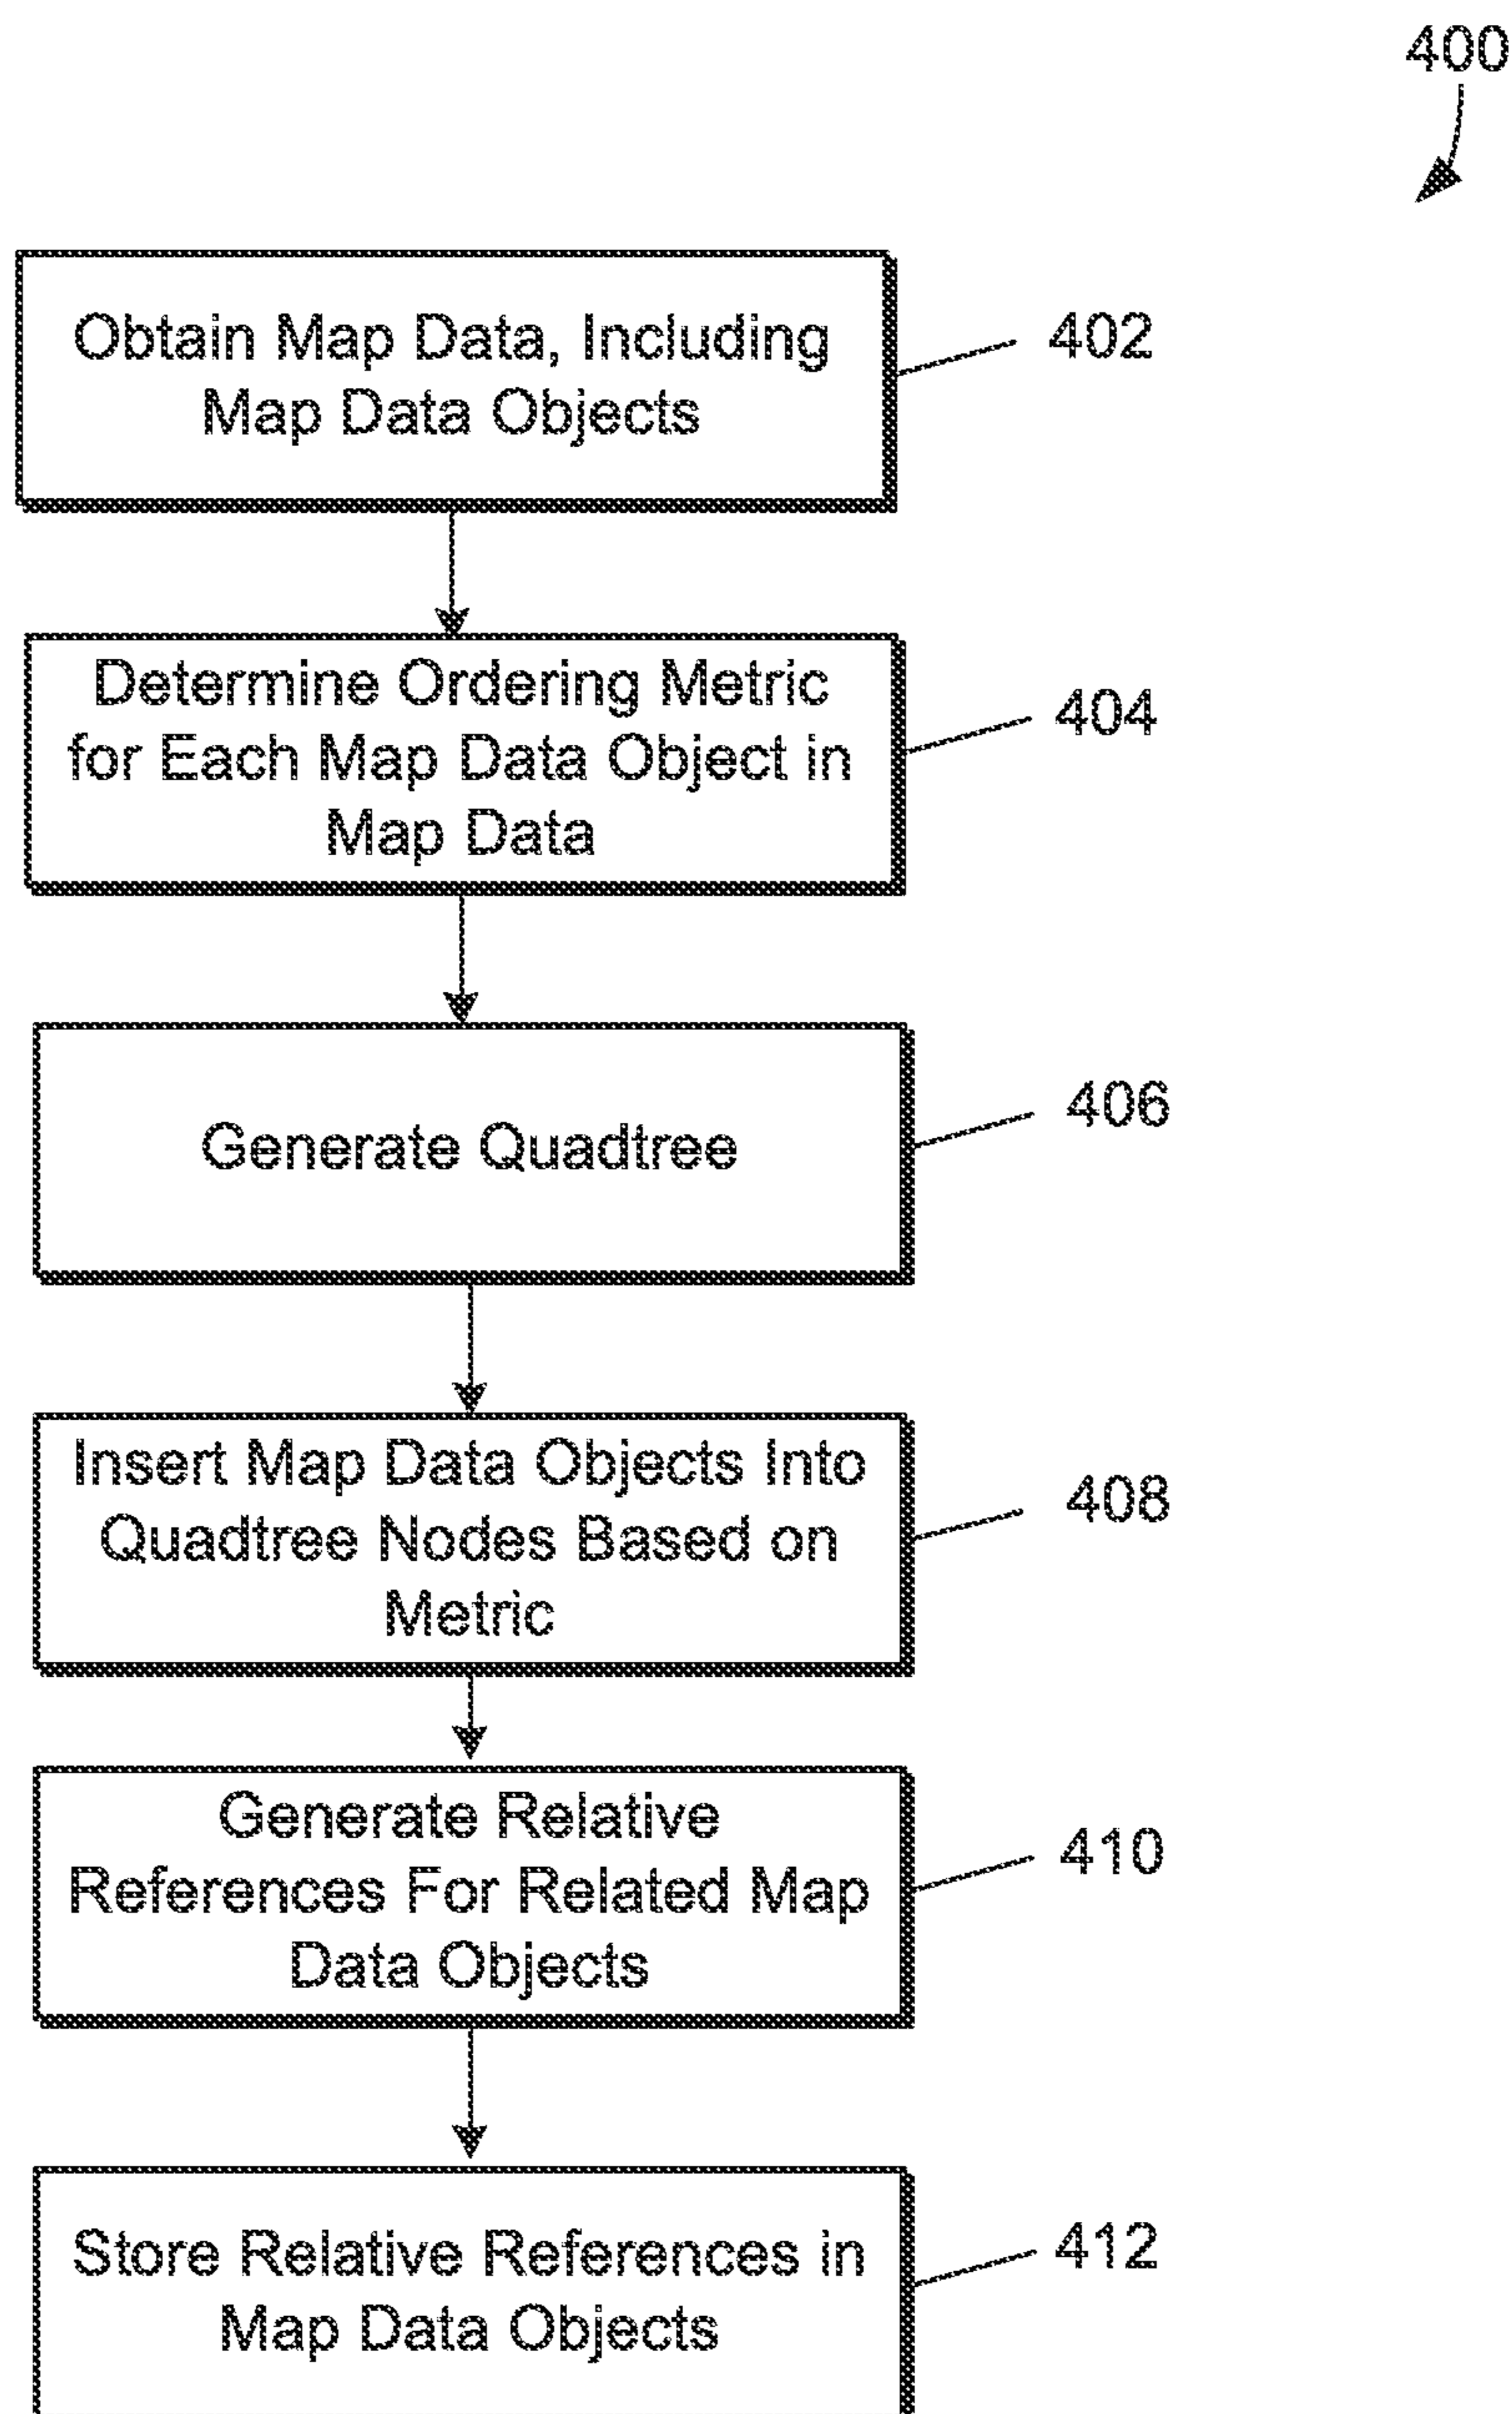 400
Obtain Map Data, Including
Map Data Objects
402
Determine Ordering Metric
for Each Map Data Object in
Map Data
404
Generate Quadtree
406
Insert Map Data Objects Into
Quadtree Nodes Based on
Metric
408
Generate Relative
References For Related Map
Data Objects
410
Store Relative References in
Map Data Objects
412